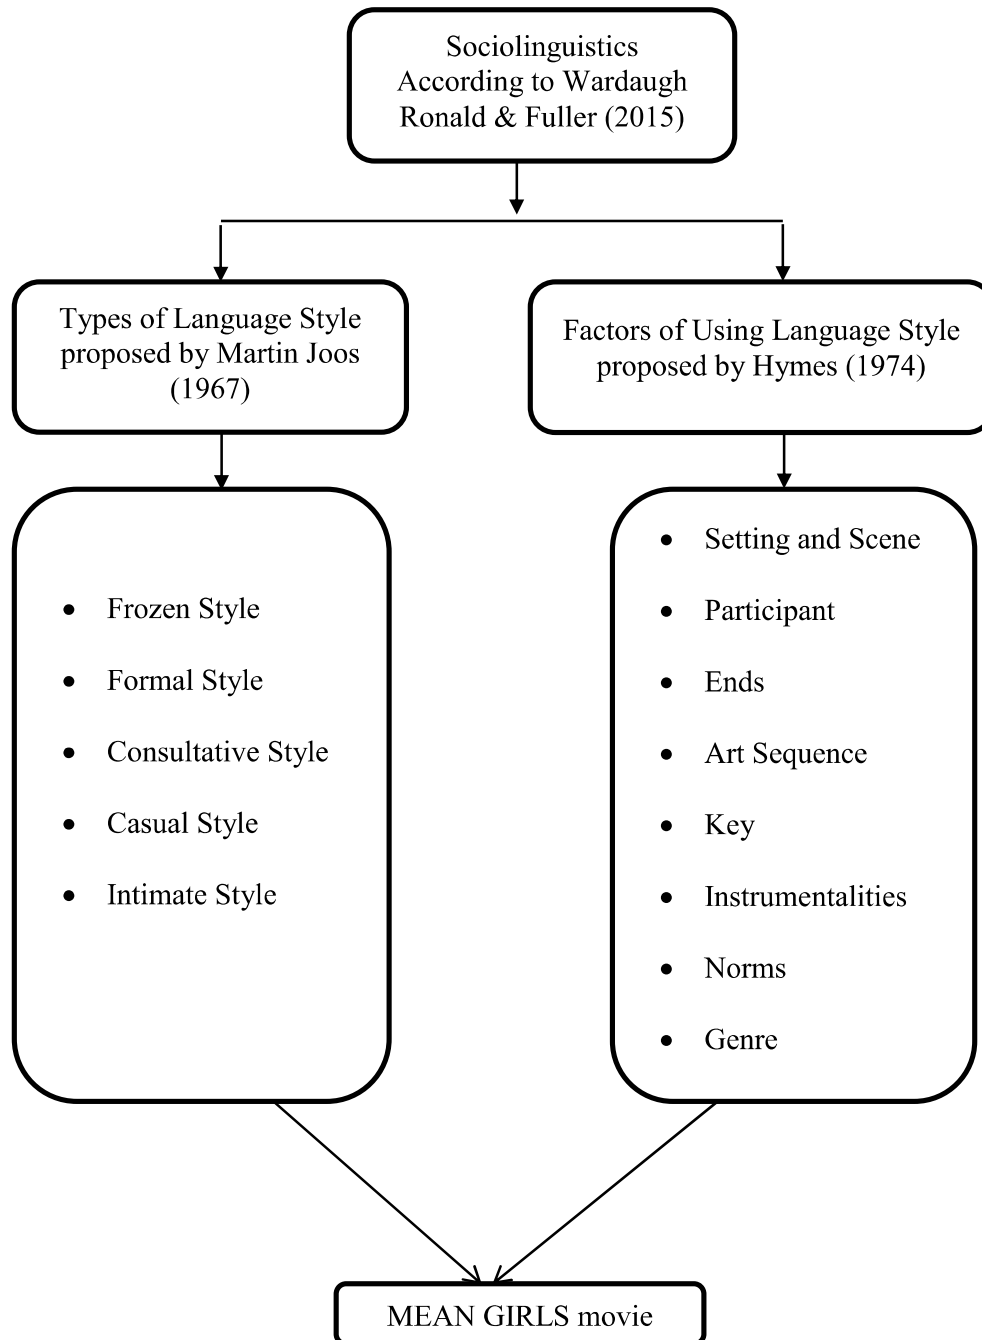 Sociolinguistics
According to Wardaugh
Ronald & Fuller (2015)
Types of Language Style
proposed by Martin Joos
(1967)
Factors of Using Language Style
proposed by Hymes (1974)
• Frozen Style
• Formal Style
• Consultative Style
• Casual Style
• Intimate Style
• Setting and Scene
• Participant
• Ends
• Art Sequence
• Key
• Instrumentalities
• Norms
• Genre
MEAN GIRLS movie